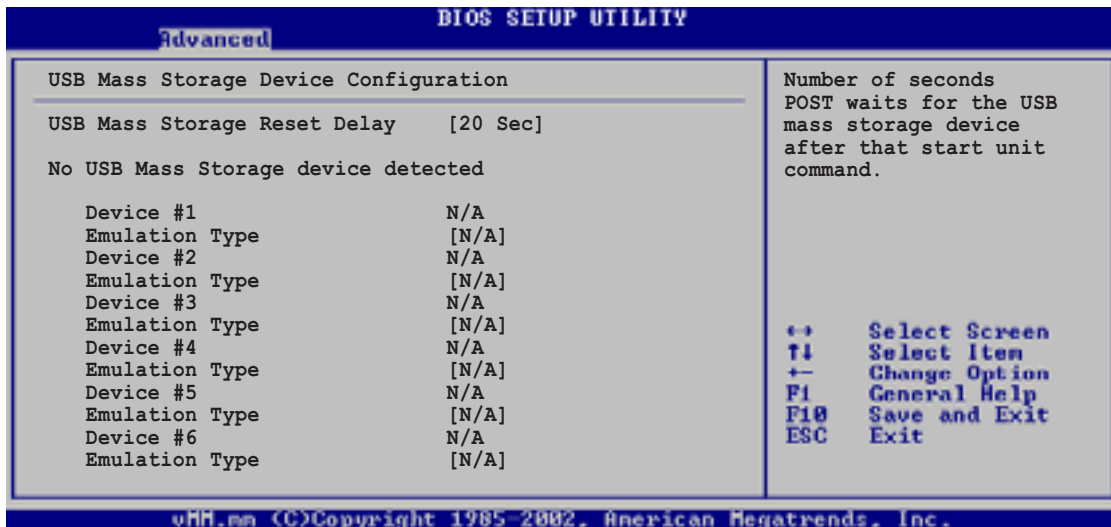 BIOS SETUP UTILITY
Advanced
USB Mass Storage Device Configuration
USB Mass Storage Reset Delay [20 Sec]
No USB Mass Storage device detected
Device #1 N/A
Emulation Type [N/A]
Device #2 N/A
Emulation Type [N/A]
Device #3 N/A
Emulation Type [N/A]
Device #4 N/A
Emulation Type [N/A]
Device #5 N/A
Emulation Type [N/A]
Device #6 N/A
Emulation Type [N/A]
Number of seconds
POST waits for the USB
mass storage device
after that start unit
command.
↔ Select Screen
↑↓ Select Item
+- Change Option
F1 General Help
F10 Save and Exit
ESC Exit
vMM.mm (C)Copyright 1985-2002, American Megatrends, Inc.